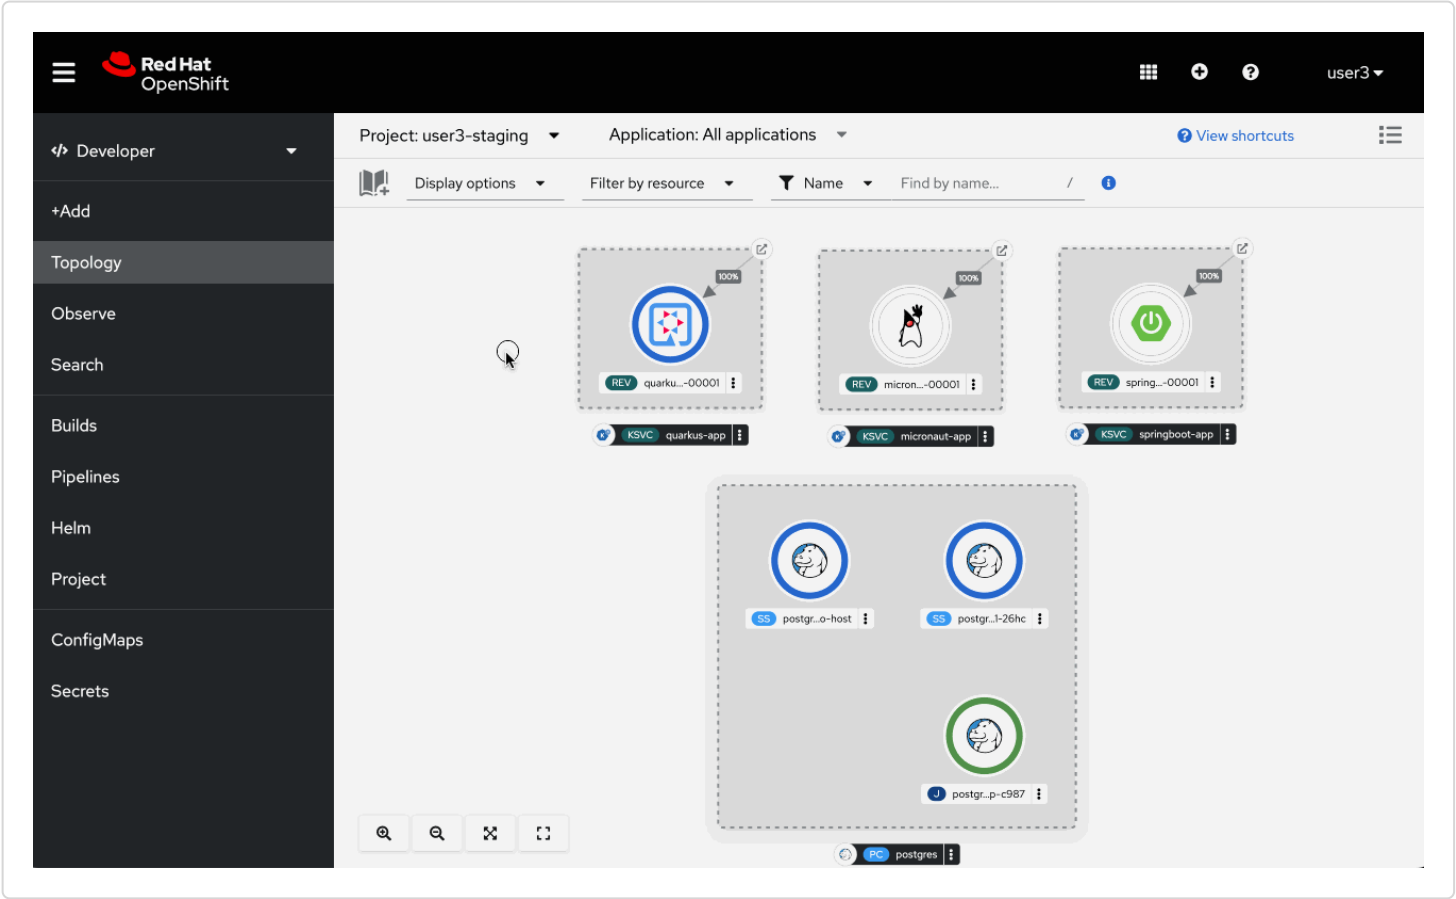 Red Hat
OpenShift
user3
Developer
+Add
Topology
Observe
Search
Builds
Pipelines
Helm
Project
ConfigMaps
Secrets
Project: user3-staging
Application: All applications
View shortcuts
Display options
Filter by resource
Name
Find by name...
/
100%
100%
100%
REV quarku...-00001
REV micron...-00001
REV spring...-00001
KSVC quarkus-app
KSVC micronaut-app
KSVC springboot-app
SS postgr...o-host
SS postgr...1-26hc
J postgr...p-c987
PC postgres